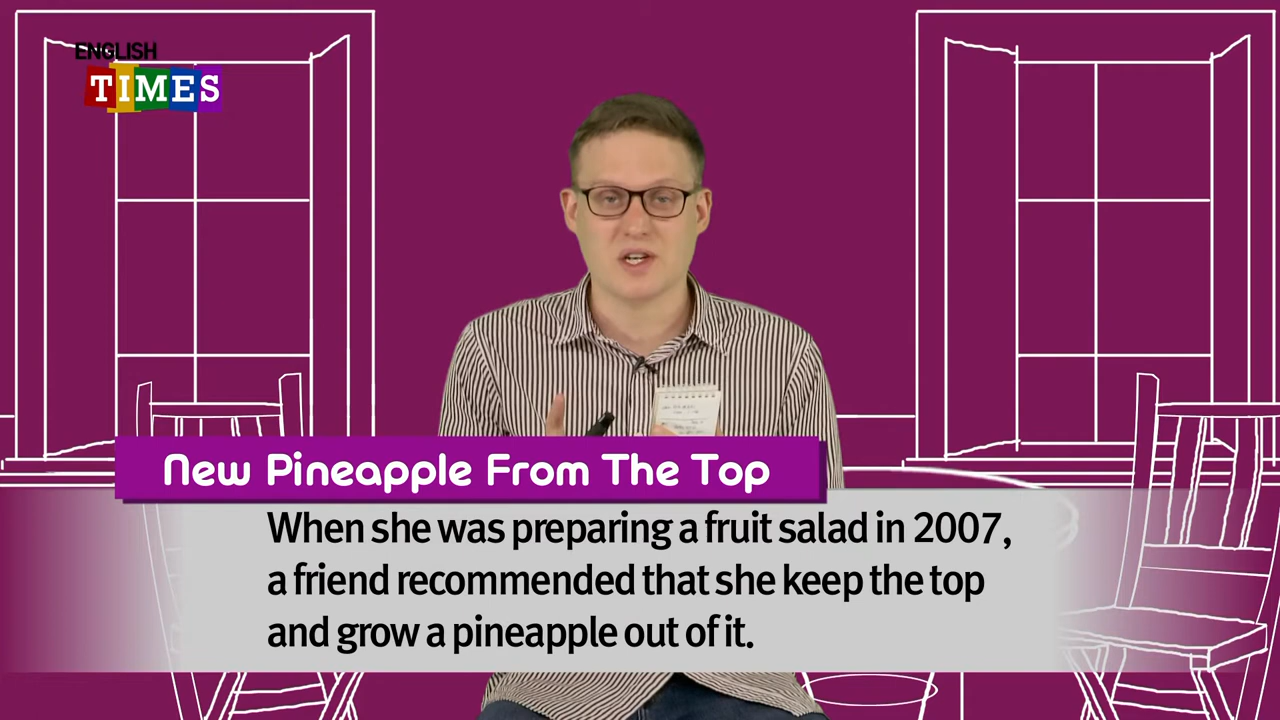 ENGLISH
TIMES
New Pineapple From The Top
When she was preparing a fruit salad in 2007,
a friend recommended that she keep the top
and grow a pineapple out of it.